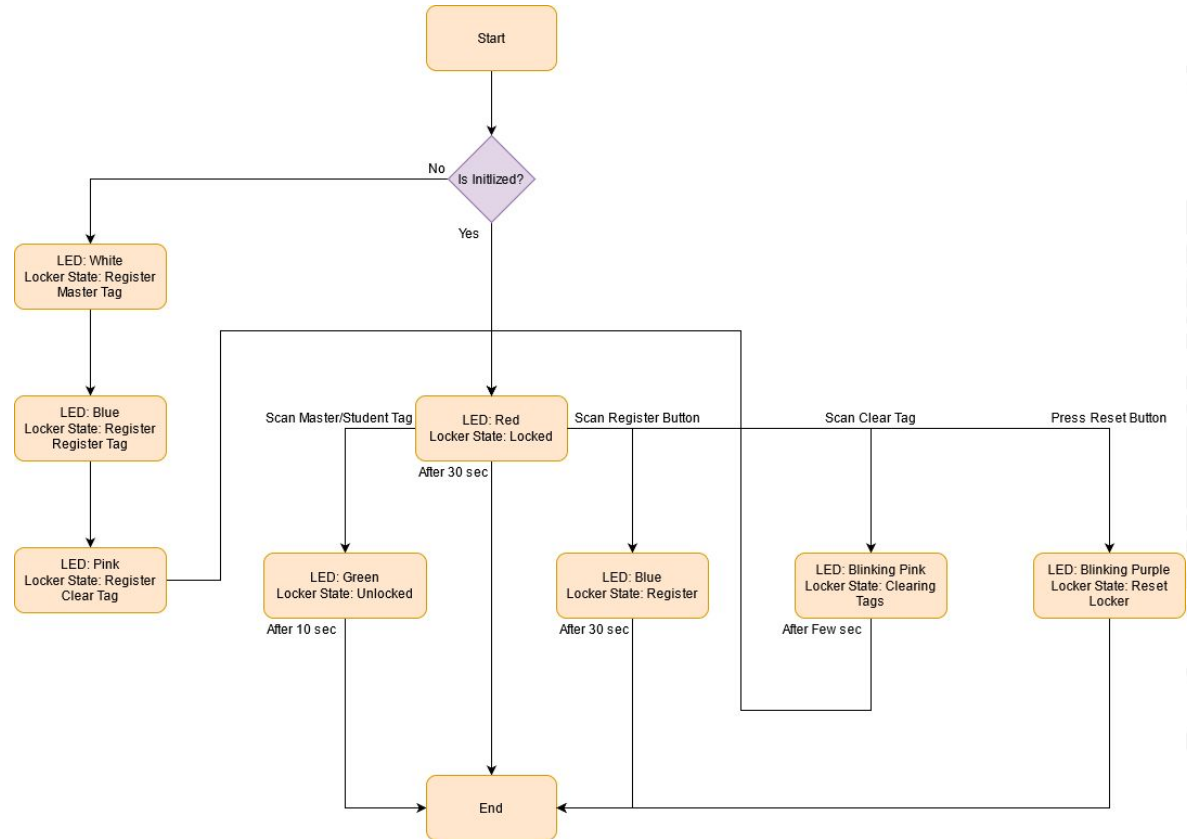 Start
No
Is Initlized?
Yes
LED: White
Locker State: Register
Master Tag
LED: Blue
Locker State: Register
Register Tag
Scan Master/Student Tag
LED: Red
Locker State: Locked
Scan Register Button
Scan Clear Tag
Press Reset Button
After 30 sec
LED: Pink
Locker State: Register
Clear Tag
LED: Green
Locker State: Unlocked
LED: Blue
Locker State: Register
LED: Blinking Pink
Locker State: Clearing
Tags
LED: Blinking Purple
Locker State: Reset
Locker
After 10 sec
After 30 sec
After Few sec
End